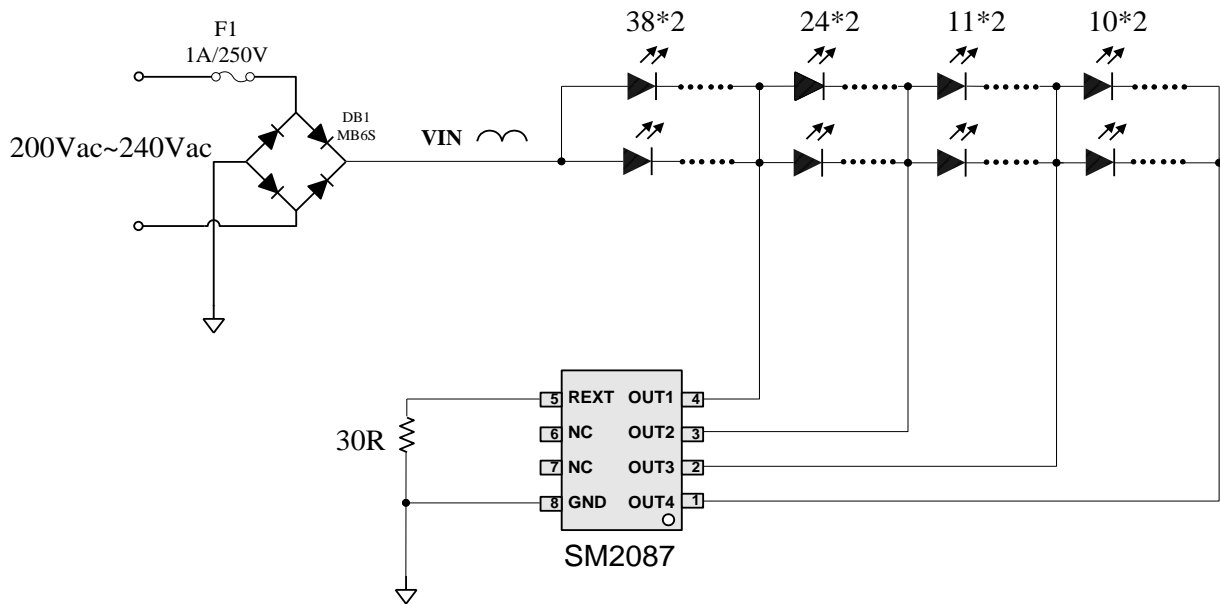 F1
1A/250V
38*2
24*2
11*2
10*2
DB1
MB6S
200Vac~240Vac
VIN
5 REXT OUT1 4
6 NC OUT2 3
7 NC OUT3 2
8 GND OUT4 1
30R
SM2087